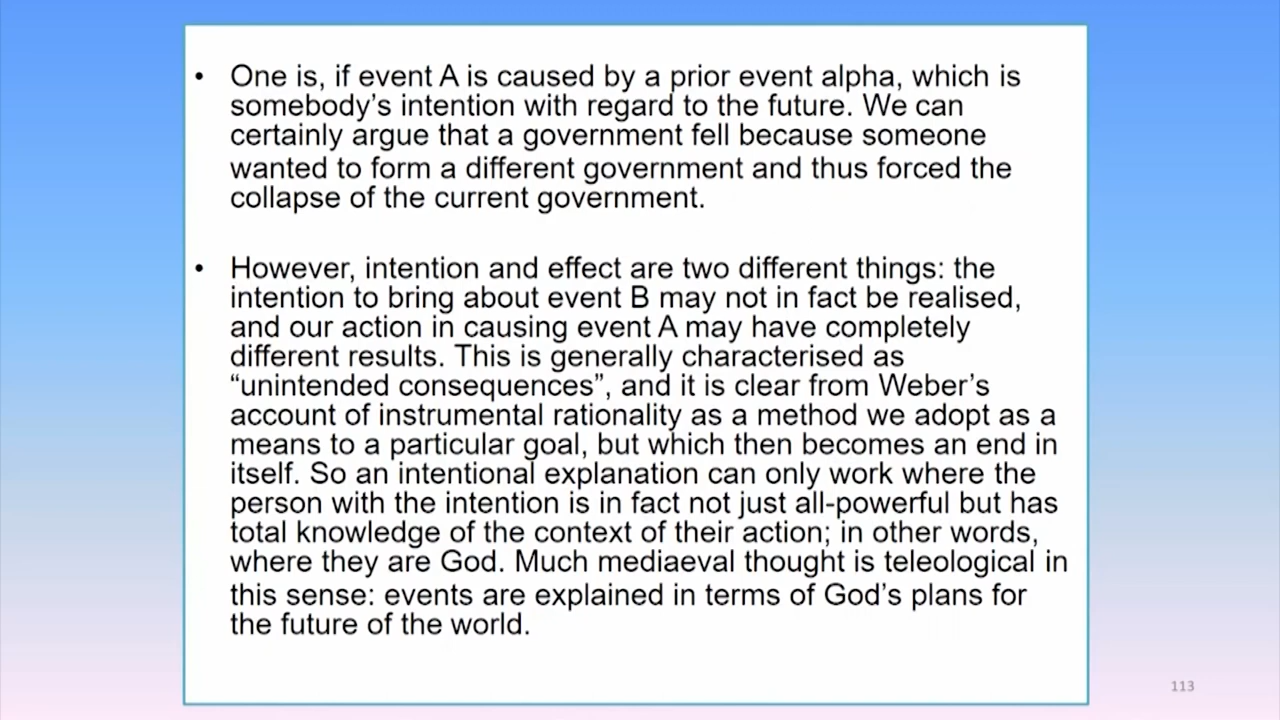 • One is, if event A is caused by a prior event alpha, which is
somebody’s intention with regard to the future. We can
certainly argue that a government fell because someone
wanted to form a different government and thus forced the
collapse of the current government.
• However, intention and effect are two different things: the
intention to bring about event B may not in fact be realised,
and our action in causing event A may have completely
different results. This is generally characterised as
“unintended consequences”, and it is clear from Weber’s
account of instrumental rationality as a method we adopt as a
means to a particular goal, but which then becomes an end in
itself. So an intentional explanation can only work where the
person with the intention is in fact not just all-powerful but has
total knowledge of the context of their action; in other words,
where they are God. Much mediaeval thought is teleological in
this sense: events are explained in terms of God’s plans for
the future of the world.
113